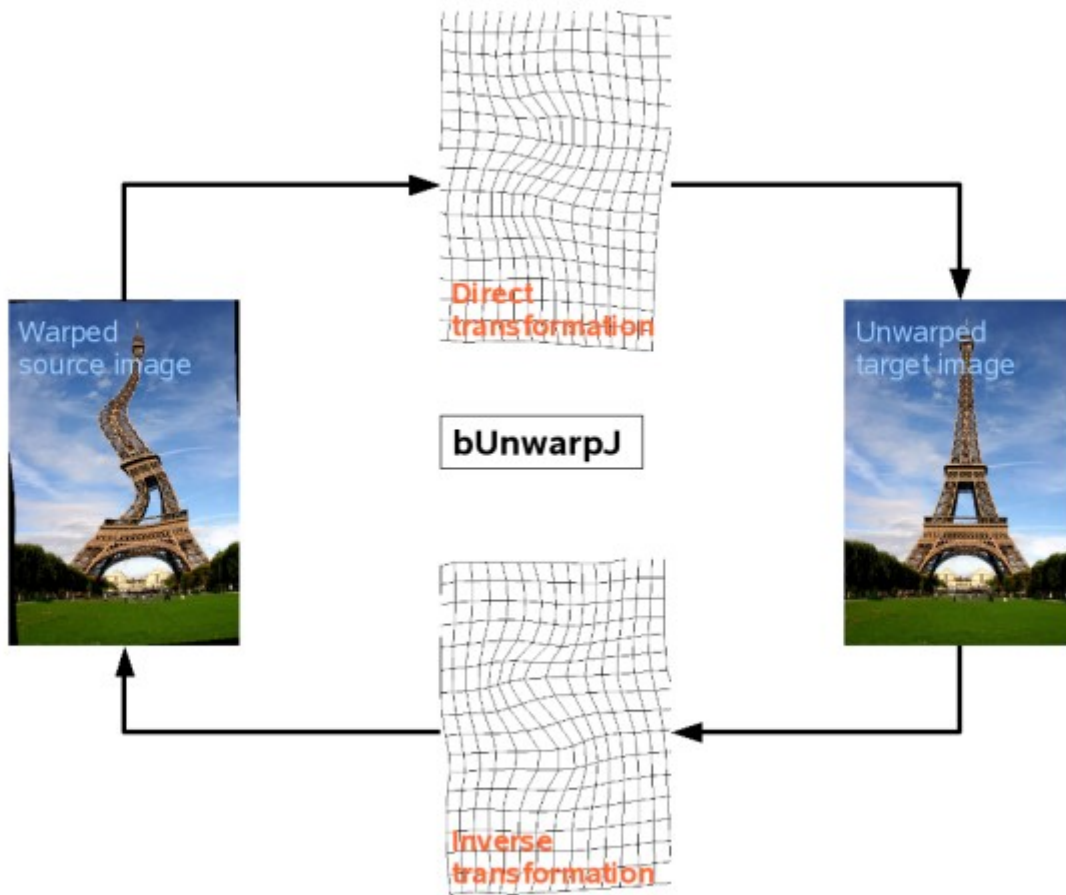 Direct
transformation
Warped
source image
Unwarped
target image
bUnwarpJ
Inverse
transformation